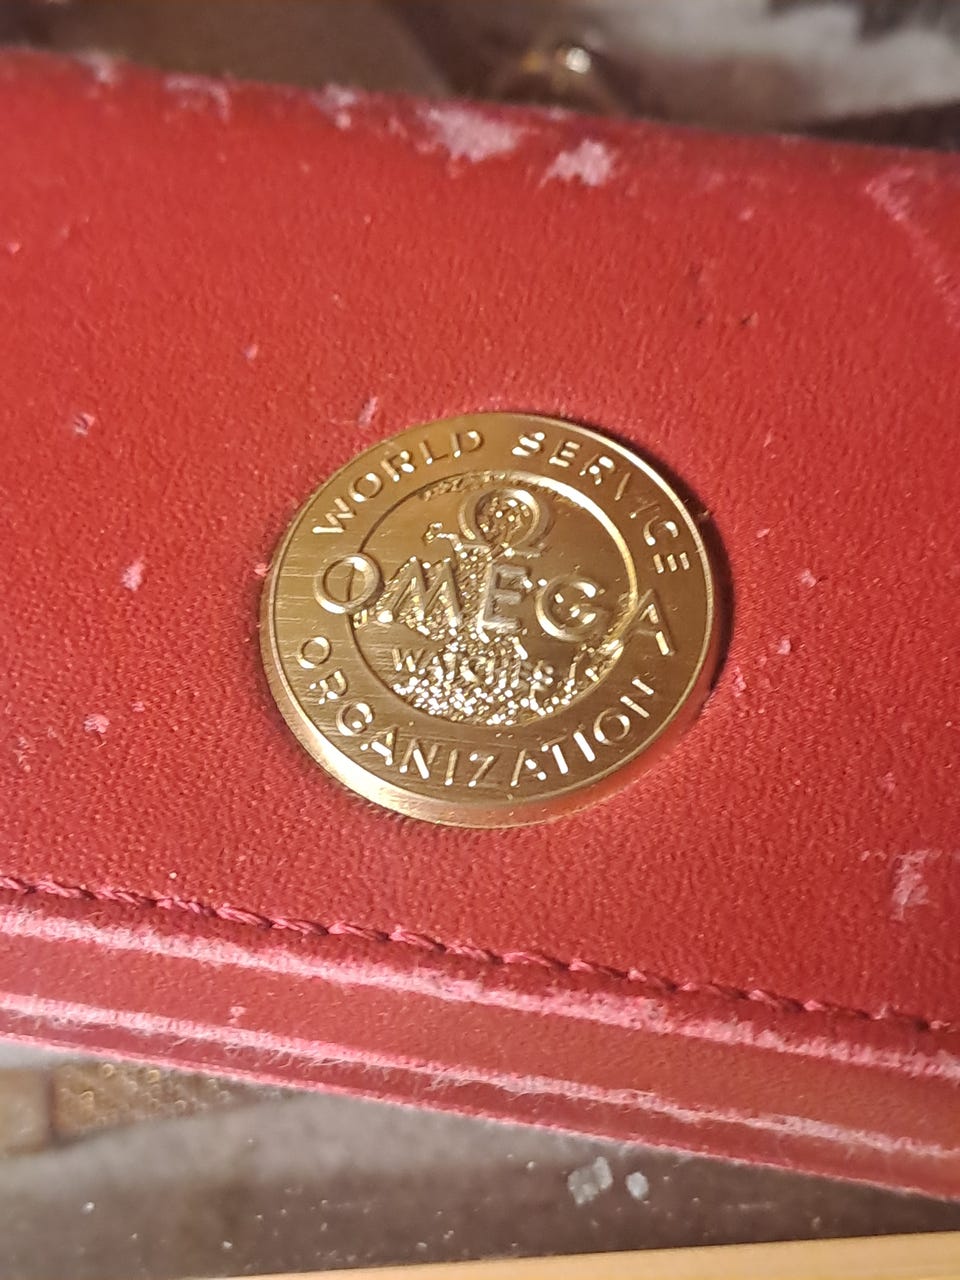 WORLD SERVICE
Ω
OMEGA
WATCHES
ORGANIZATION